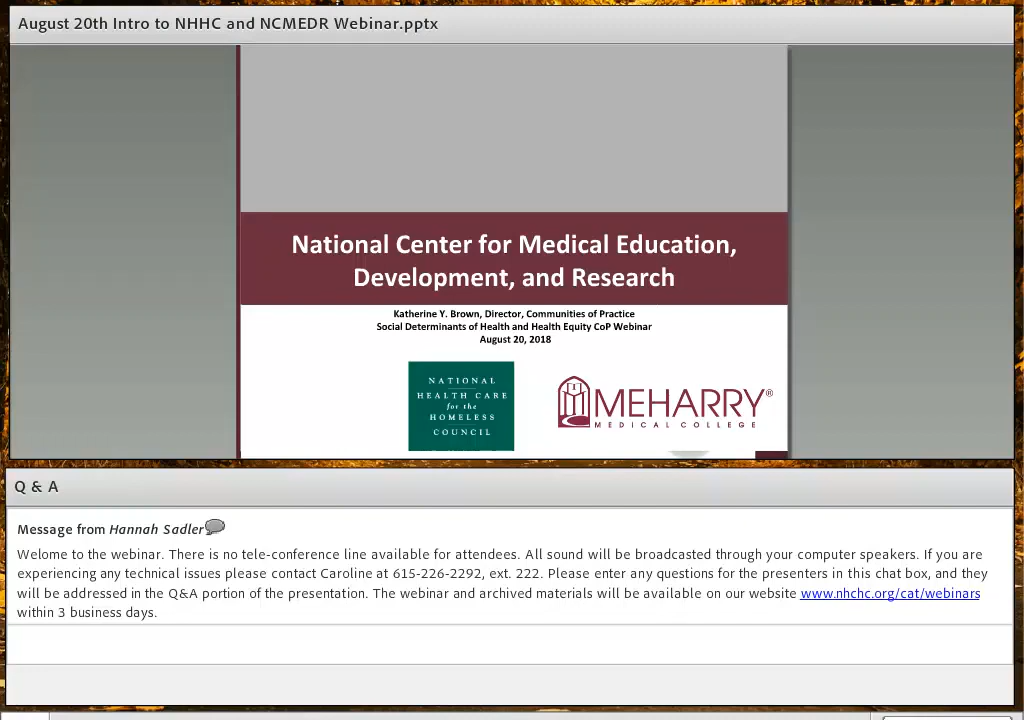 August 20th Intro to NHHC and NCMEDR Webinar.pptx
National Center for Medical Education,
Development, and Research
Katherine Y. Brown, Director, Communities of Practice
Social Determinants of Health and Health Equity CoP Webinar
August 20, 2018
NATIONAL
HEALTH CARE
for the
HOMELESS
COUNCIL
MEHARRY®
MEDICAL COLLEGE
Q & A
Message from Hannah Sadler
Welome to the webinar. There is no tele-conference line available for attendees. All sound will be broadcasted through your computer speakers. If you are
experiencing any technical issues please contact Caroline at 615-226-2292, ext. 222. Please enter any questions for the presenters in this chat box, and they
will be addressed in the Q&A portion of the presentation. The webinar and archived materials will be available on our website www.nhchc.org/cat/webinars
within 3 business days.